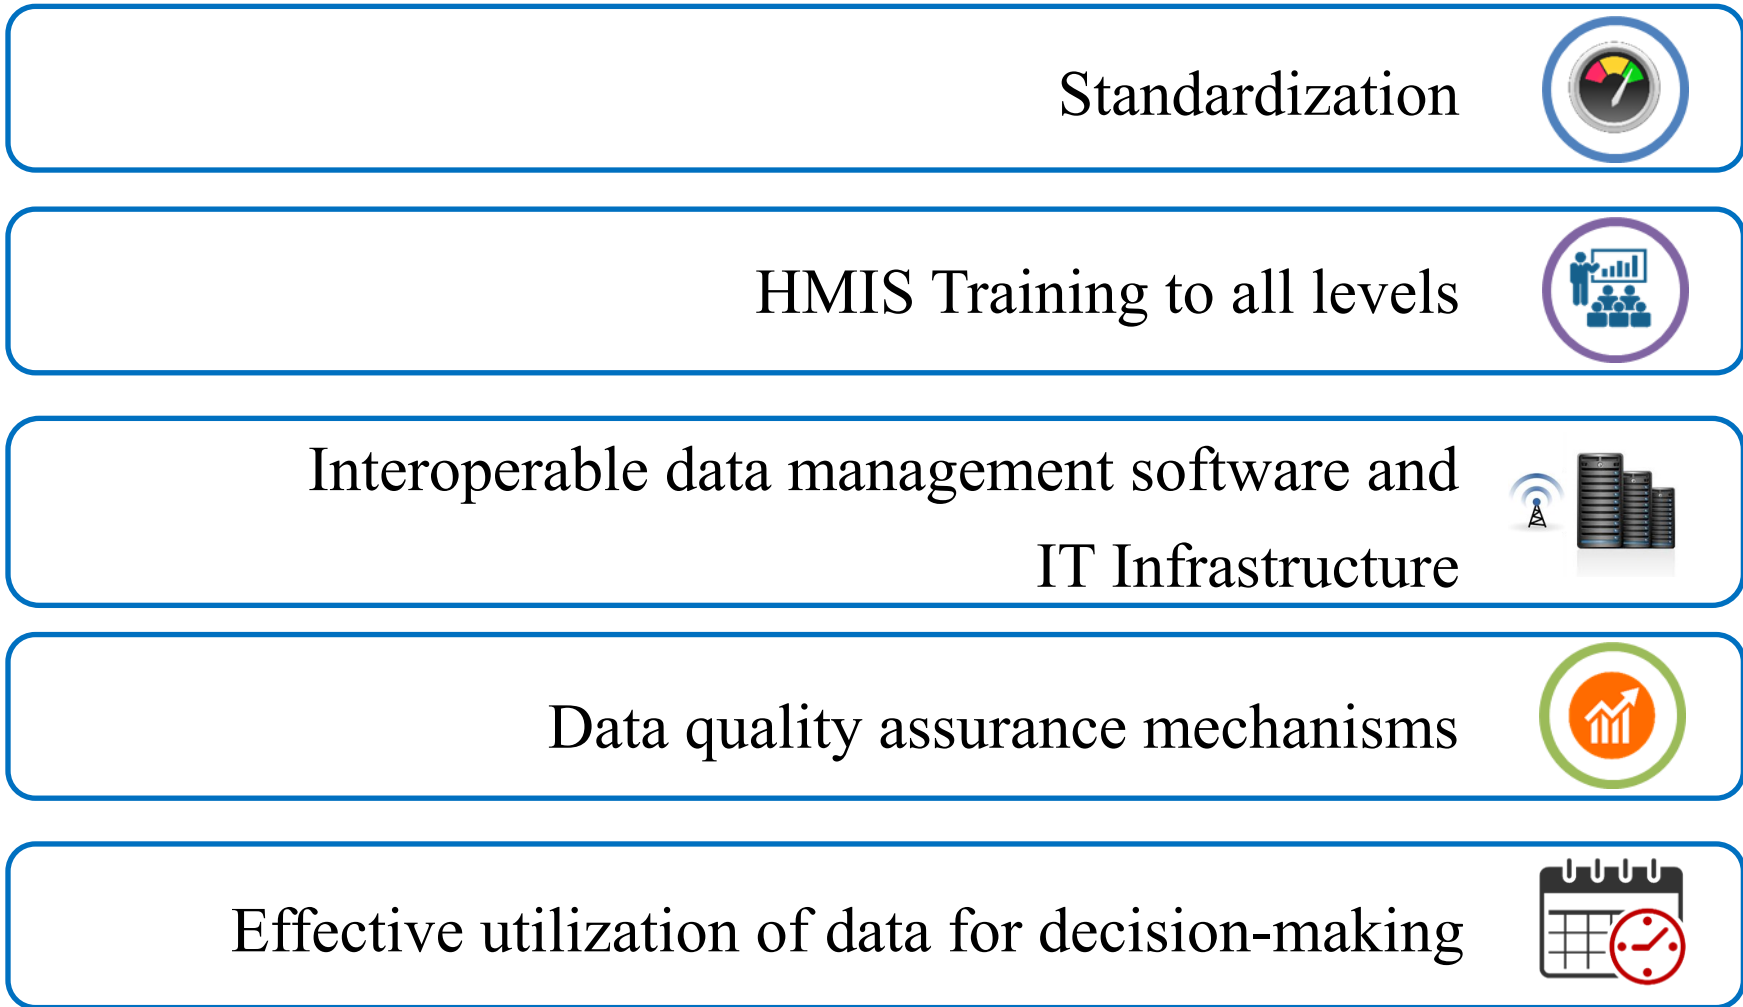 Standardization
HMIS Training to all levels
Interoperable data management software and
IT Infrastructure
Data quality assurance mechanisms
Effective utilization of data for decision-making